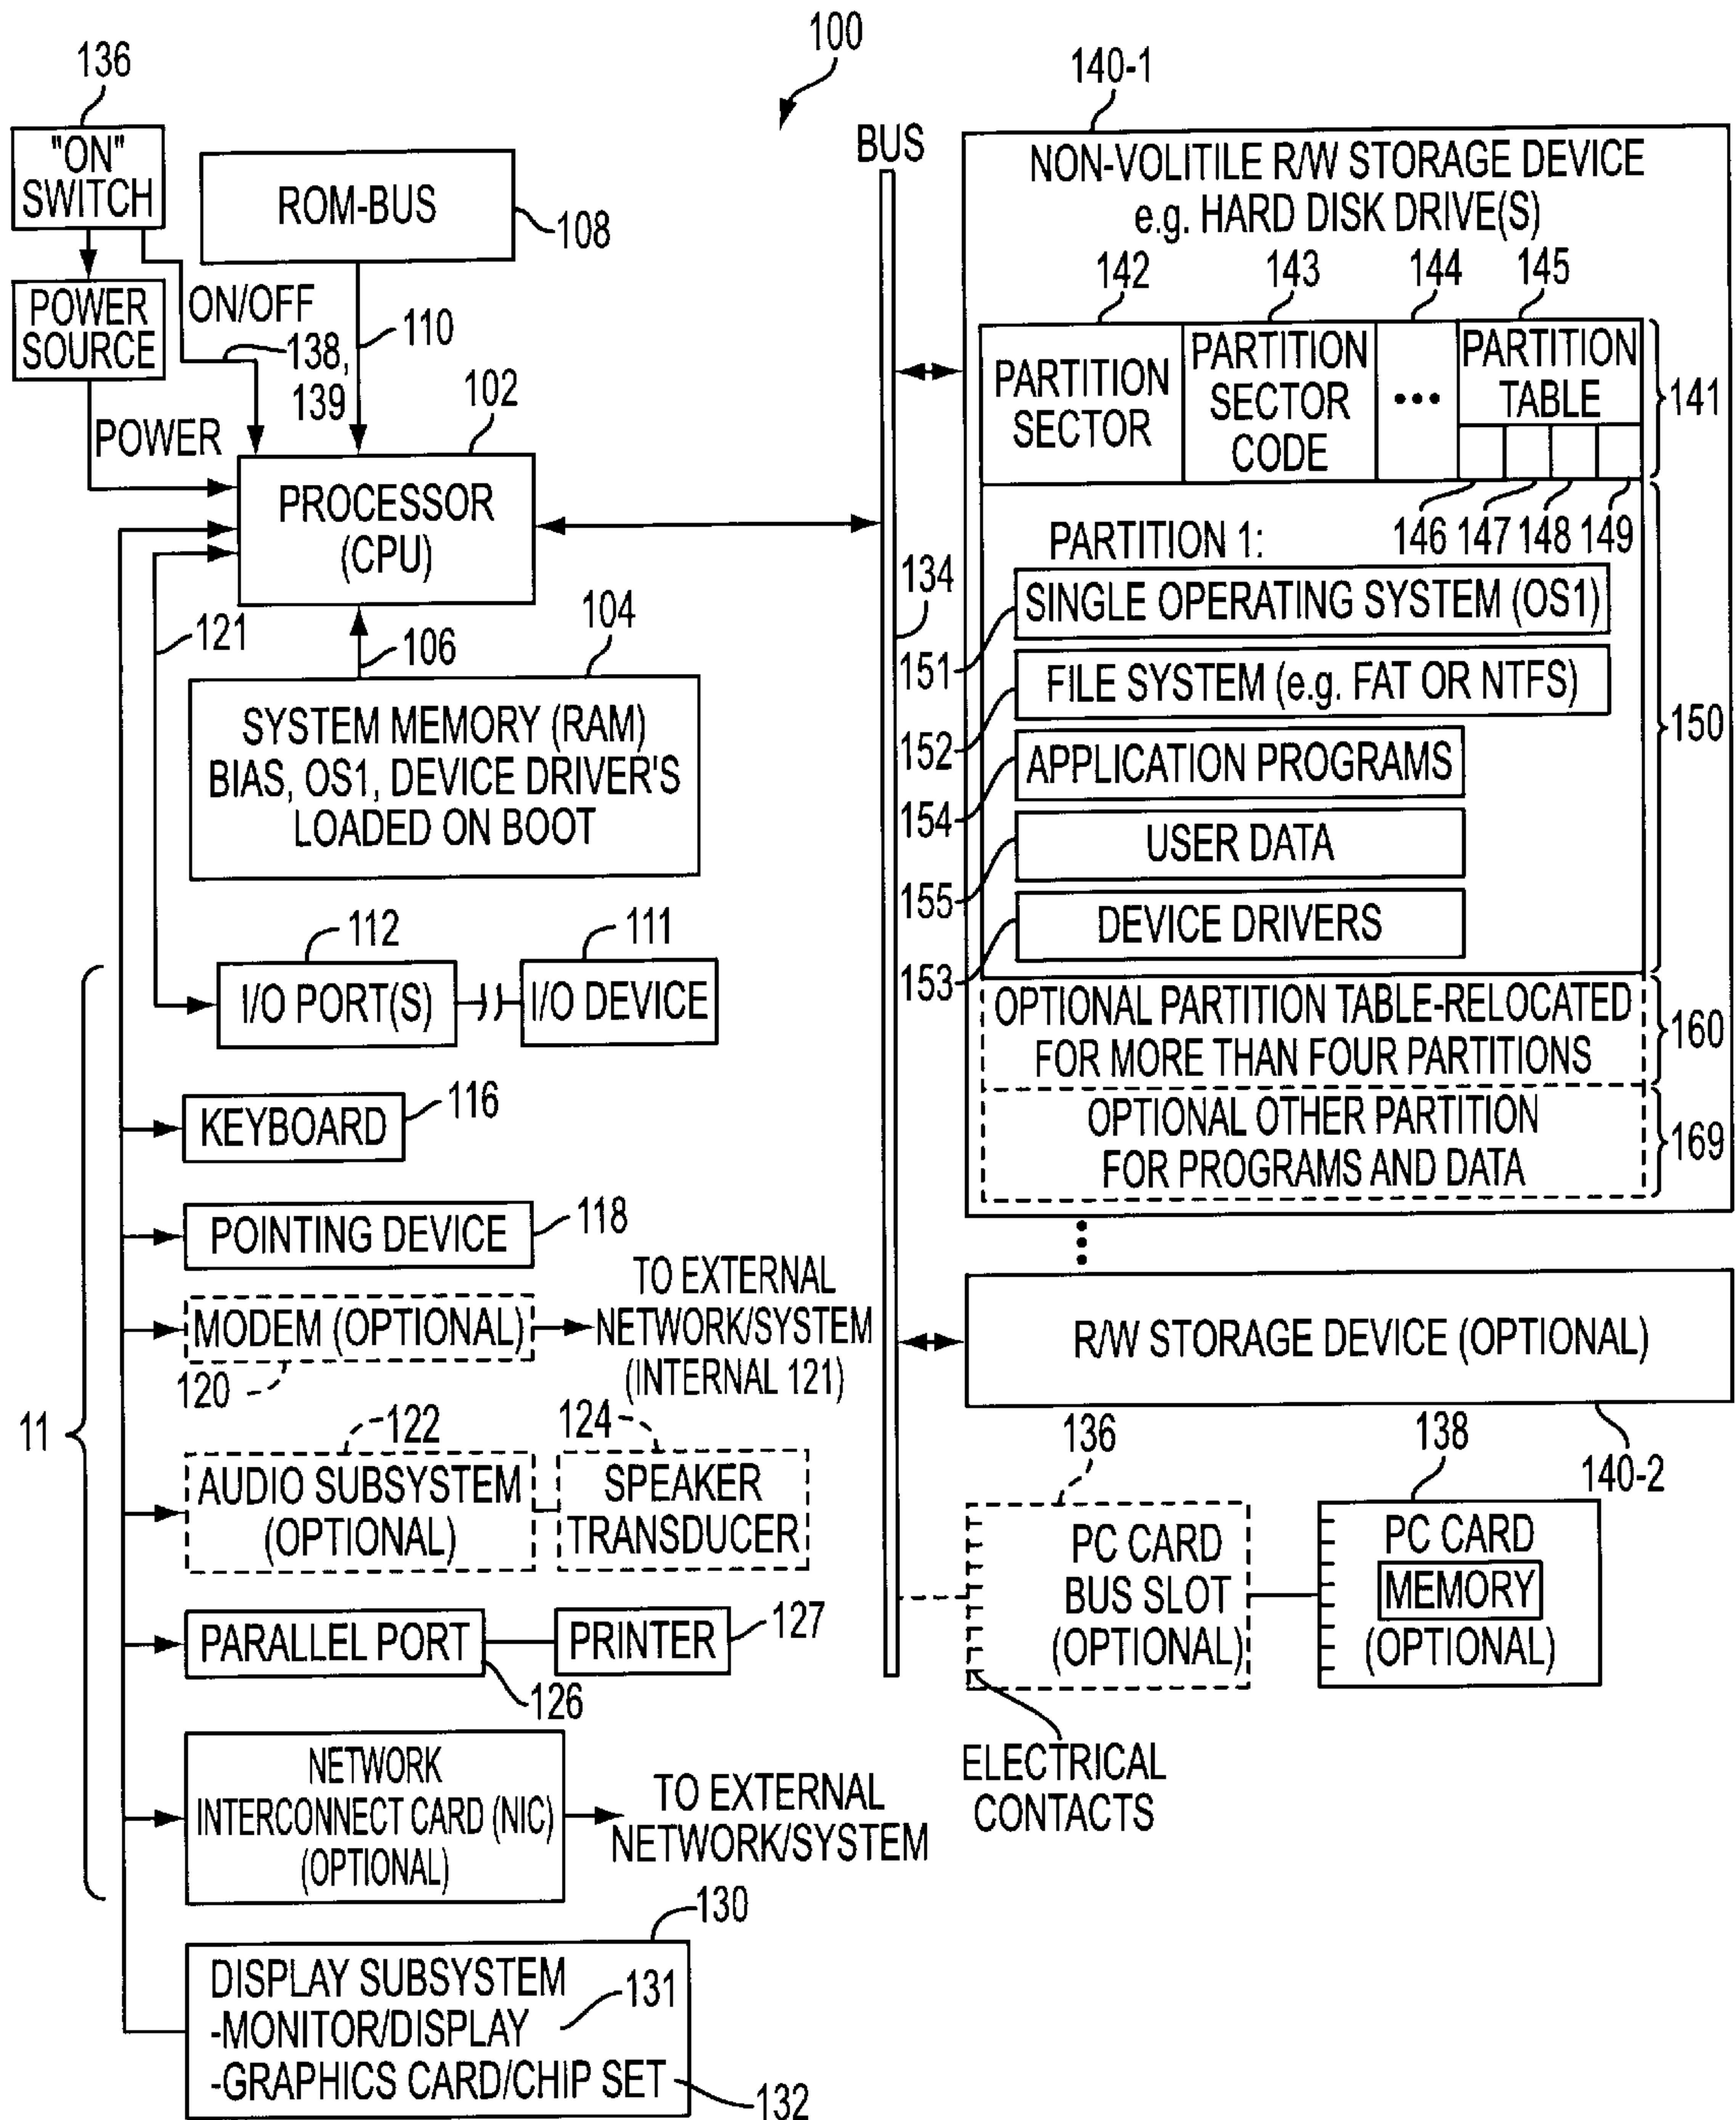 100
136
"ON"
SWITCH
ROM-BUS
108
POWER
SOURCE
ON/OFF
138,
139
110
POWER
102
PROCESSOR
(CPU)
121
106
104
SYSTEM MEMORY (RAM)
BIAS, OS1, DEVICE DRIVER'S
LOADED ON BOOT
112
111
I/O PORT(S)
I/O DEVICE
KEYBOARD
116
POINTING DEVICE
118
MODEM (OPTIONAL)
120
TO EXTERNAL
NETWORK/SYSTEM
(INTERNAL 121)
11
122
124
AUDIO SUBSYSTEM
(OPTIONAL)
SPEAKER
TRANSDUCER
PARALLEL PORT
126
PRINTER
127
NETWORK
INTERCONNECT CARD (NIC)
(OPTIONAL)
TO EXTERNAL
NETWORK/SYSTEM
130
DISPLAY SUBSYSTEM
-MONITOR/DISPLAY
131
-GRAPHICS CARD/CHIP SET
132
BUS
134
140-1
NON-VOLITILE R/W STORAGE DEVICE
e.g. HARD DISK DRIVE(S)
142
143
144
145
PARTITION
SECTOR
PARTITION
SECTOR
CODE
•••
PARTITION
TABLE
141
146
147
148
149
PARTITION 1:
SINGLE OPERATING SYSTEM (OS1)
151
FILE SYSTEM (e.g. FAT OR NTFS)
152
APPLICATION PROGRAMS
154
USER DATA
155
DEVICE DRIVERS
153
150
OPTIONAL PARTITION TABLE-RELOCATED
FOR MORE THAN FOUR PARTITIONS
160
OPTIONAL OTHER PARTITION
FOR PROGRAMS AND DATA
169
R/W STORAGE DEVICE (OPTIONAL)
140-2
136
138
PC CARD
BUS SLOT
(OPTIONAL)
PC CARD
MEMORY
(OPTIONAL)
ELECTRICAL
CONTACTS